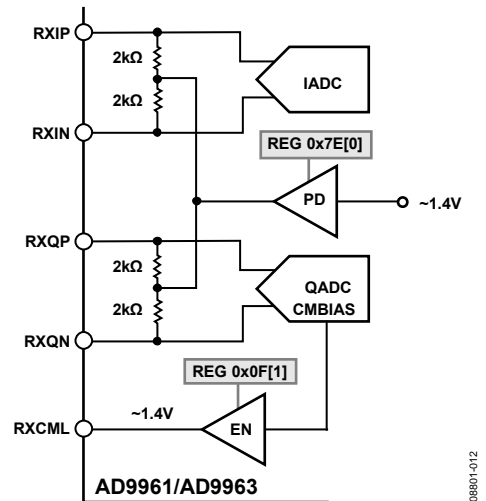 RXIP
2kΩ
2kΩ
IADC
RXIN
REG 0x7E[0]
PD
~1.4V
RXQP
2kΩ
2kΩ
QADC
CMBIAS
RXQN
REG 0x0F[1]
RXCML
~1.4V
EN
AD9961/AD9963
08801-012